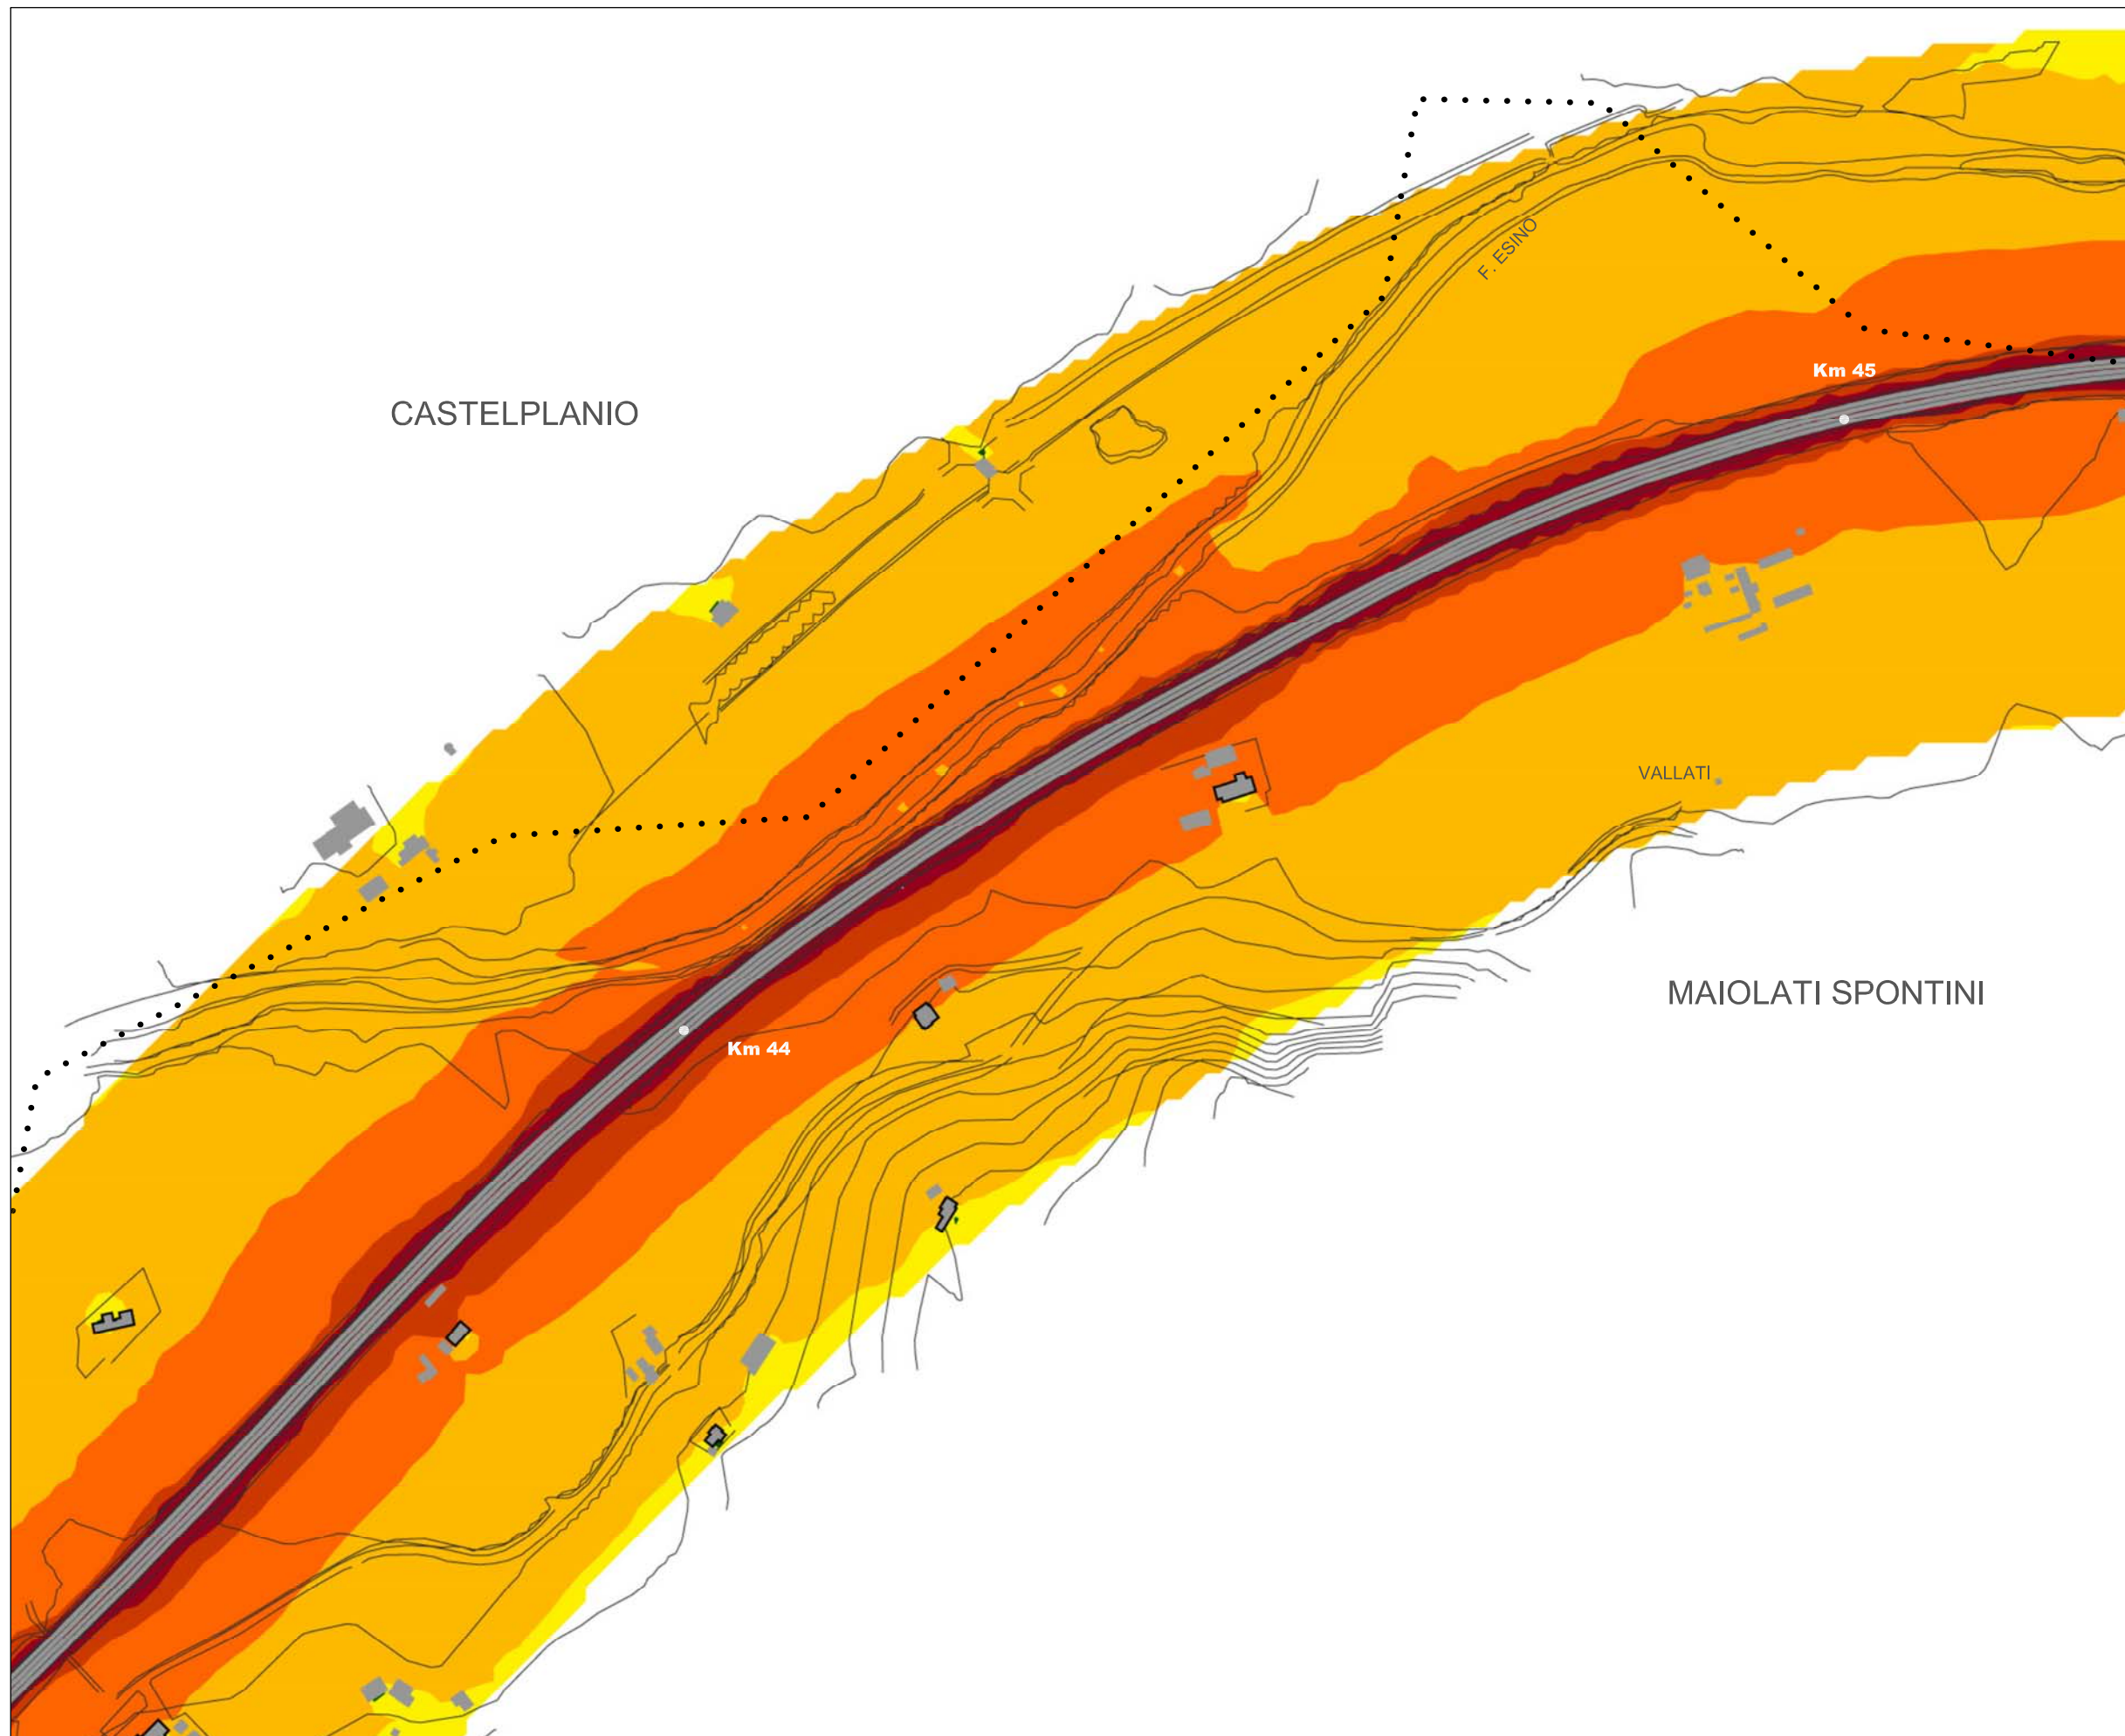 F. ESINO
Km 45
CASTELPLANIO
VALLATI
MAIOLATI SPONTINI
Km 44